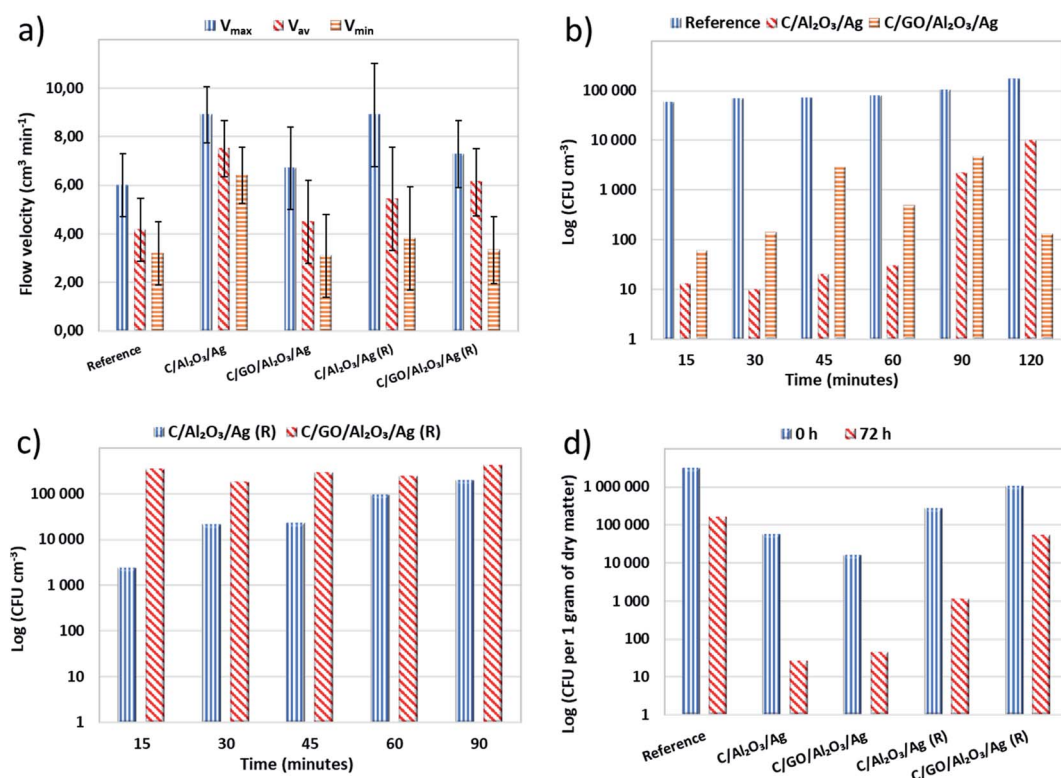 a)
V_max V_av V_min
Flow velocity (cm³ min⁻¹)
10,00
8,00
6,00
4,00
2,00
0,00
Reference
C/Al₂O₃/Ag
C/GO/Al₂O₃/Ag
C/Al₂O₃/Ag (R)
C/GO/Al₂O₃/Ag (R)
b)
Reference C/Al₂O₃/Ag C/GO/Al₂O₃/Ag
Log (CFU cm⁻³)
100 000
10 000
1 000
100
10
1
15 30 45 60 90 120
Time (minutes)
c)
C/Al₂O₃/Ag (R) C/GO/Al₂O₃/Ag (R)
Log (CFU cm⁻³)
100 000
10 000
1 000
100
10
1
15 30 45 60 90
Time (minutes)
d)
0 h 72 h
Log (CFU per 1 gram of dry matter)
1 000 000
100 000
10 000
1 000
100
10
1
Reference
C/Al₂O₃/Ag
C/GO/Al₂O₃/Ag
C/Al₂O₃/Ag (R)
C/GO/Al₂O₃/Ag (R)